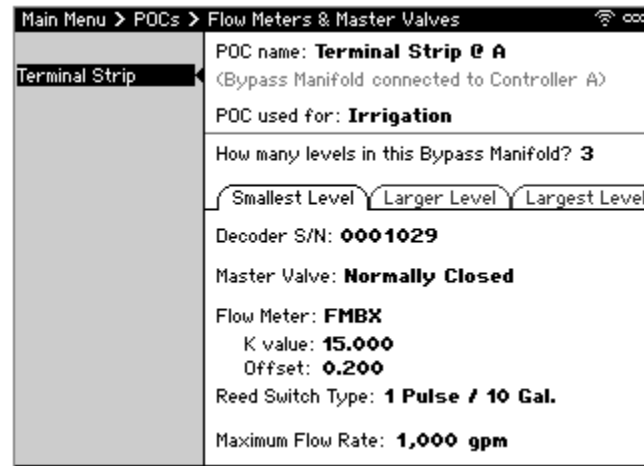 Main Menu > POCs > Flow Meters & Master Valves
Terminal Strip
POC name: Terminal Strip @ A
(Bypass Manifold connected to Controller A)
POC used for: Irrigation
How many levels in this Bypass Manifold? 3
Smallest Level Larger Level Largest Level
Decoder S/N: 0001029
Master Valve: Normally Closed
Flow Meter: FMBX
K value: 15.000
Offset: 0.200
Reed Switch Type: 1 Pulse / 10 Gal.
Maximum Flow Rate: 1,000 gpm